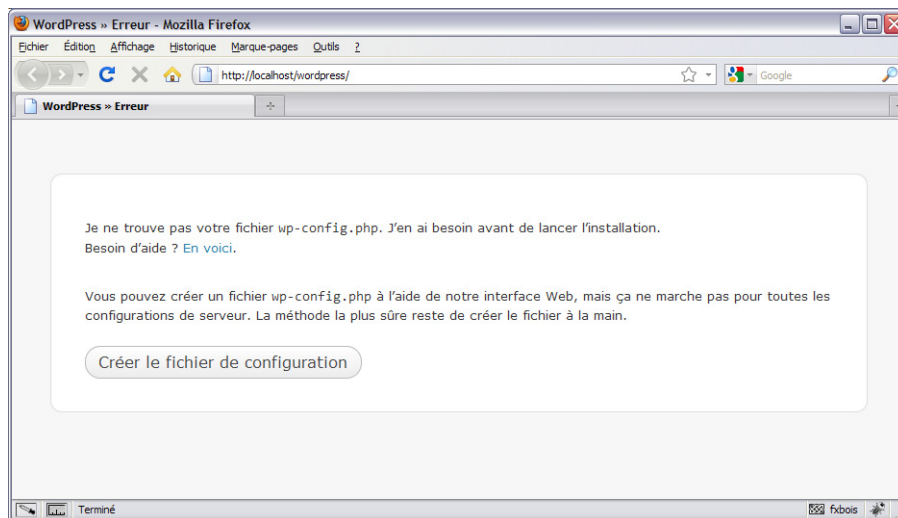 WordPress » Erreur - Mozilla Firefox
Fichier Édition Affichage Historique Marque-pages Outils ?
http://localhost/wordpress/ Google
WordPress » Erreur
Je ne trouve pas votre fichier wp-config.php. J’en ai besoin avant de lancer l’installation.
Besoin d’aide ? En voici.
Vous pouvez créer un fichier wp-config.php à l’aide de notre interface Web, mais ça ne marche pas pour toutes les
configurations de serveur. La méthode la plus sûre reste de créer le fichier à la main.
Créer le fichier de configuration
Terminé fxbois